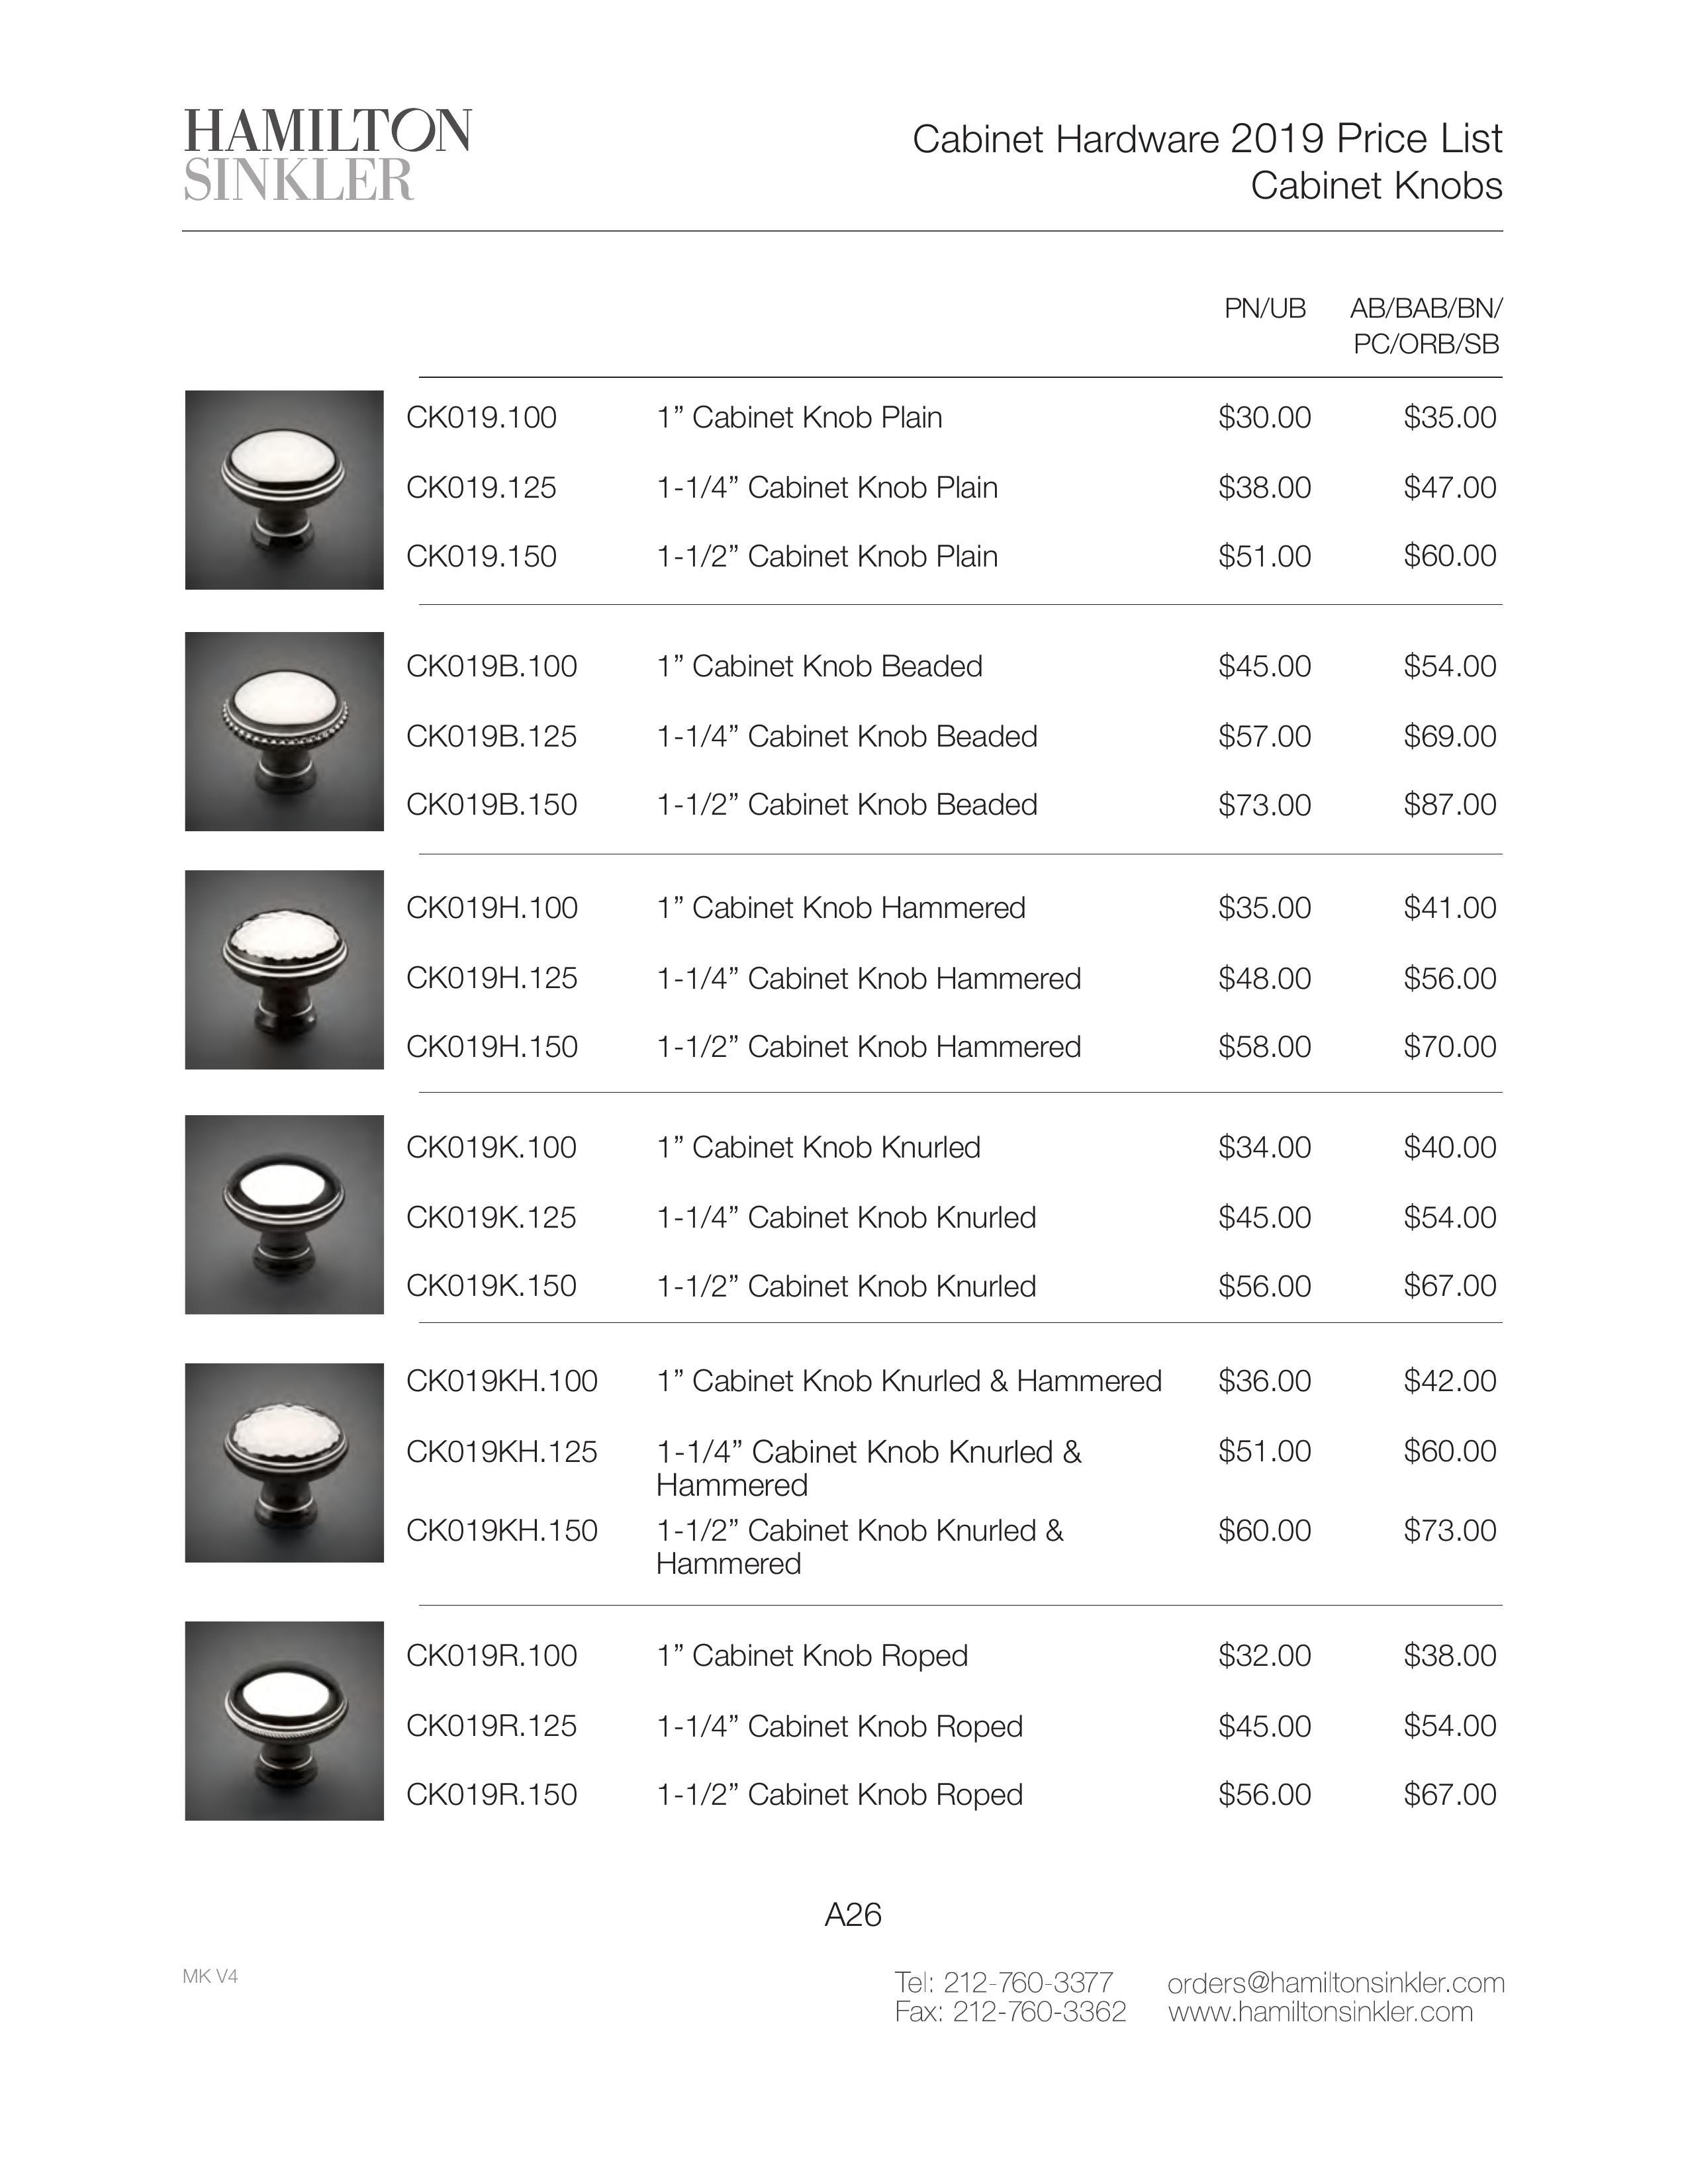 HAMILTON
SINKLER
Cabinet Hardware 2019 Price List
Cabinet Knobs
PN/UB AB/BAB/BN/
PC/ORB/SB
CK019.100 1” Cabinet Knob Plain $30.00 $35.00
CK019.125 1-1/4” Cabinet Knob Plain $38.00 $47.00
CK019.150 1-1/2” Cabinet Knob Plain $51.00 $60.00
CK019B.100 1” Cabinet Knob Beaded $45.00 $54.00
CK019B.125 1-1/4” Cabinet Knob Beaded $57.00 $69.00
CK019B.150 1-1/2” Cabinet Knob Beaded $73.00 $87.00
CK019H.100 1” Cabinet Knob Hammered $35.00 $41.00
CK019H.125 1-1/4” Cabinet Knob Hammered $48.00 $56.00
CK019H.150 1-1/2” Cabinet Knob Hammered $58.00 $70.00
CK019K.100 1” Cabinet Knob Knurled $34.00 $40.00
CK019K.125 1-1/4” Cabinet Knob Knurled $45.00 $54.00
CK019K.150 1-1/2” Cabinet Knob Knurled $56.00 $67.00
CK019KH.100 1” Cabinet Knob Knurled & Hammered $36.00 $42.00
CK019KH.125 1-1/4” Cabinet Knob Knurled & $51.00 $60.00
Hammered
CK019KH.150 1-1/2” Cabinet Knob Knurled & $60.00 $73.00
Hammered
CK019R.100 1” Cabinet Knob Roped $32.00 $38.00
CK019R.125 1-1/4” Cabinet Knob Roped $45.00 $54.00
CK019R.150 1-1/2” Cabinet Knob Roped $56.00 $67.00
A26
MK V4
Tel: 212-760-3377 orders@hamiltonsinkler.com
Fax: 212-760-3362 www.hamiltonsinkler.com